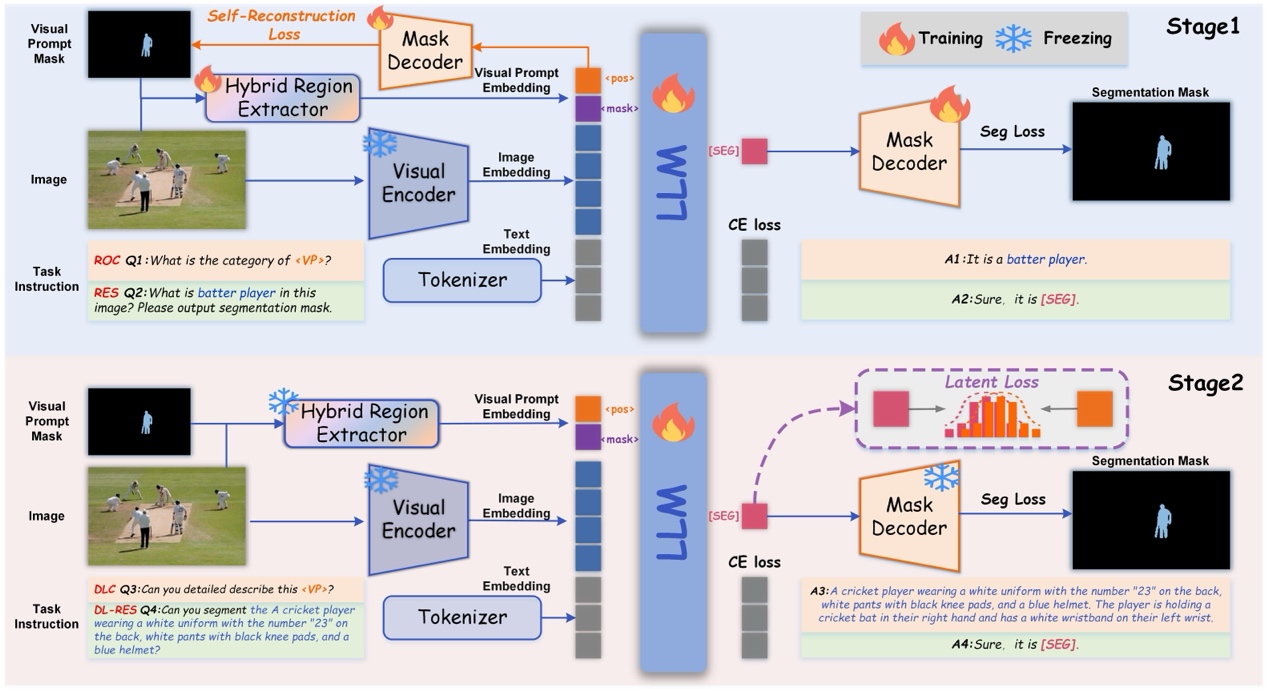 Stage1
Visual
Prompt
Mask
Self-Reconstruction
Loss
Mask
Decoder
Training
Freezing
Hybrid Region
Extractor
Visual Prompt
Embedding
<pos>
<mask>
Image
Visual
Encoder
Image
Embedding
LLM
[SEG]
Mask
Decoder
Seg Loss
Segmentation Mask
Text
Embedding
CE loss
Task
Instruction
ROC Q1:What is the category of <VP>?
RES Q2:What is batter player in this
image? Please output segmentation mask.
Tokenizer
A1:It is a batter player.
A2:Sure, it is [SEG].
Stage2
Visual
Prompt
Mask
Hybrid Region
Extractor
Visual Prompt
Embedding
<pos>
<mask>
Latent Loss
Image
Visual
Encoder
Image
Embedding
LLM
[SEG]
Mask
Decoder
Seg Loss
Segmentation Mask
Text
Embedding
CE loss
Task
Instruction
DLC Q3:Can you detailed describe this <VP>?
DL-RES Q4:Can you segment the A cricket player
wearing a white uniform with the number "23" on
the back, white pants with black knee pads, and a
blue helmet?
Tokenizer
A3:A cricket player wearing a white uniform with the number "23" on the back,
white pants with black knee pads, and a blue helmet. The player is holding a
cricket bat in their right hand and has a white wristband on their left wrist.
A4:Sure, it is [SEG].